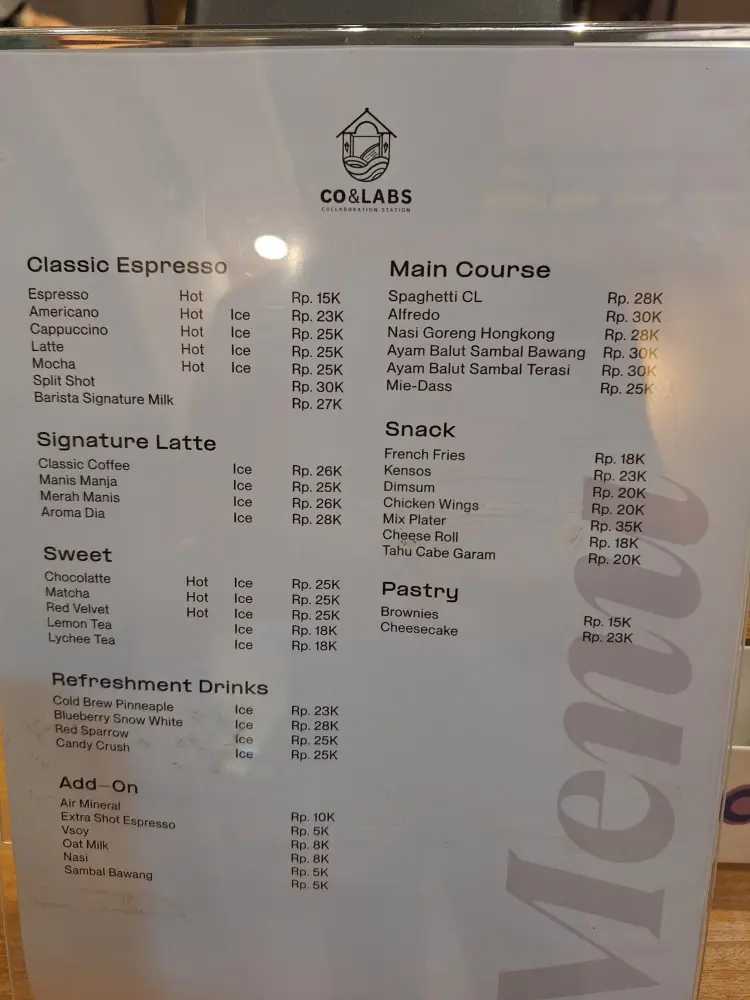 CO&LABS
COLLABORATION STATION
Classic Espresso
Espresso Hot Rp. 15K
Americano Hot Ice Rp. 23K
Cappuccino Hot Ice Rp. 25K
Latte Hot Ice Rp. 25K
Mocha Hot Ice Rp. 25K
Split Shot Rp. 30K
Barista Signature Milk Rp. 27K
Signature Latte
Classic Coffee Ice Rp. 26K
Manis Manja Ice Rp. 25K
Merah Manis Ice Rp. 26K
Aroma Dia Ice Rp. 28K
Sweet
Chocolatte Hot Ice Rp. 25K
Matcha Hot Ice Rp. 25K
Red Velvet Hot Ice Rp. 25K
Lemon Tea Ice Rp. 18K
Lychee Tea Ice Rp. 18K
Refreshment Drinks
Cold Brew Pinneaple Ice Rp. 23K
Blueberry Snow White Ice Rp. 28K
Red Sparrow Ice Rp. 25K
Candy Crush Ice Rp. 25K
Add-On
Air Mineral Rp. 10K
Extra Shot Espresso Rp. 5K
Vsoy Rp. 8K
Oat Milk Rp. 8K
Nasi Rp. 5K
Sambal Bawang Rp. 5K
Main Course
Spaghetti CL Rp. 28K
Alfredo Rp. 30K
Nasi Goreng Hongkong Rp. 28K
Ayam Balut Sambal Bawang Rp. 30K
Ayam Balut Sambal Terasi Rp. 30K
Mie-Dass Rp. 25K
Snack
French Fries Rp. 18K
Kensos Rp. 23K
Dimsum Rp. 20K
Chicken Wings Rp. 20K
Mix Plater Rp. 35K
Cheese Roll Rp. 18K
Tahu Cabe Garam Rp. 20K
Pastry
Brownies Rp. 15K
Cheesecake Rp. 23K
Menu